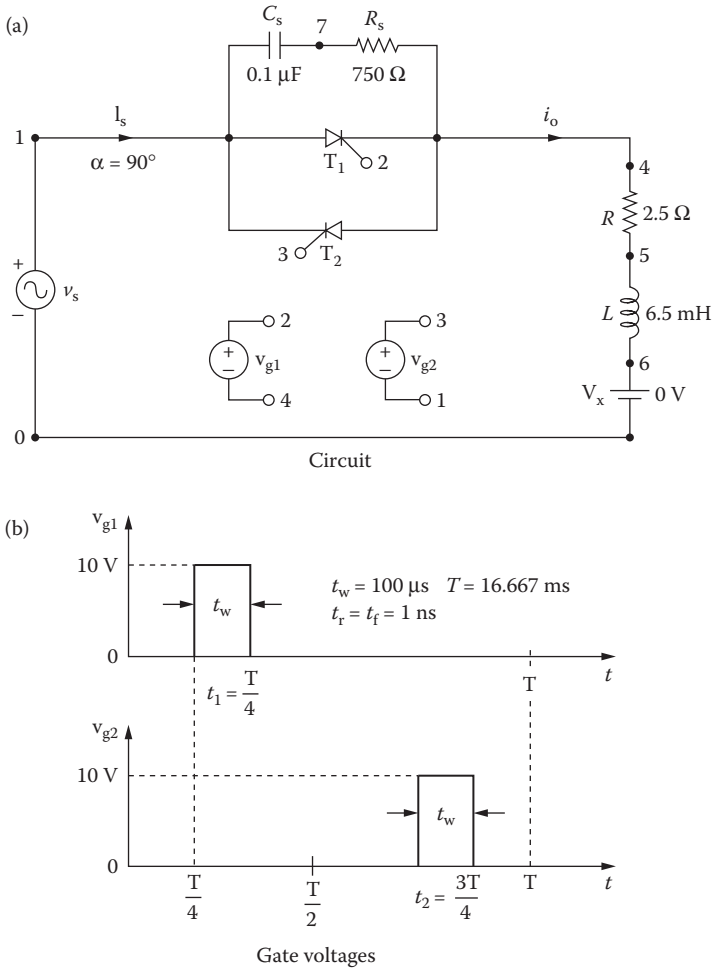 (a)
C_s 7 R_s
0.1 µF 750 Ω
1 I_s i_o
α = 90° T_1 2 4
R 2.5 Ω
3 T_2 5
+
– v_s
2 3 L 6.5 mH
+ – v_g1 + – v_g2 6
4 1 V_x 0 V
0
Circuit
(b)
v_g1
10 V
t_w t_w = 100 µs T = 16.667 ms
t_r = t_f = 1 ns
0 t
t_1 = T/4 T
v_g2
10 V
t_w
0
T/4 T/2 t_2 = 3T/4 T t
Gate voltages